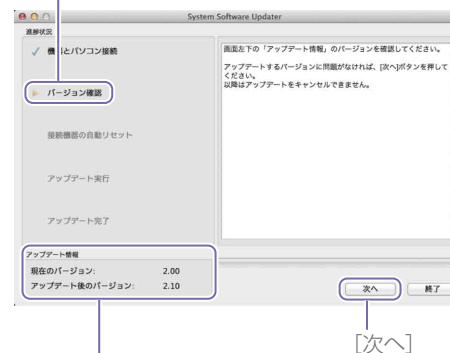 System Software Updater
進捗状況
機器とパソコン接続
バージョン確認
接続機器の自動リセット
アップデート実行
アップデート完了
画面左下の「アップデート情報」のバージョンを確認してください。
アップデートするバージョンに問題がなければ、[次へ]ボタンを押して
ください。
以降はアップデートをキャンセルできません。
アップデート情報
現在のバージョン: 2.00
アップデート後のバージョン: 2.10
次へ
終了
[次へ]